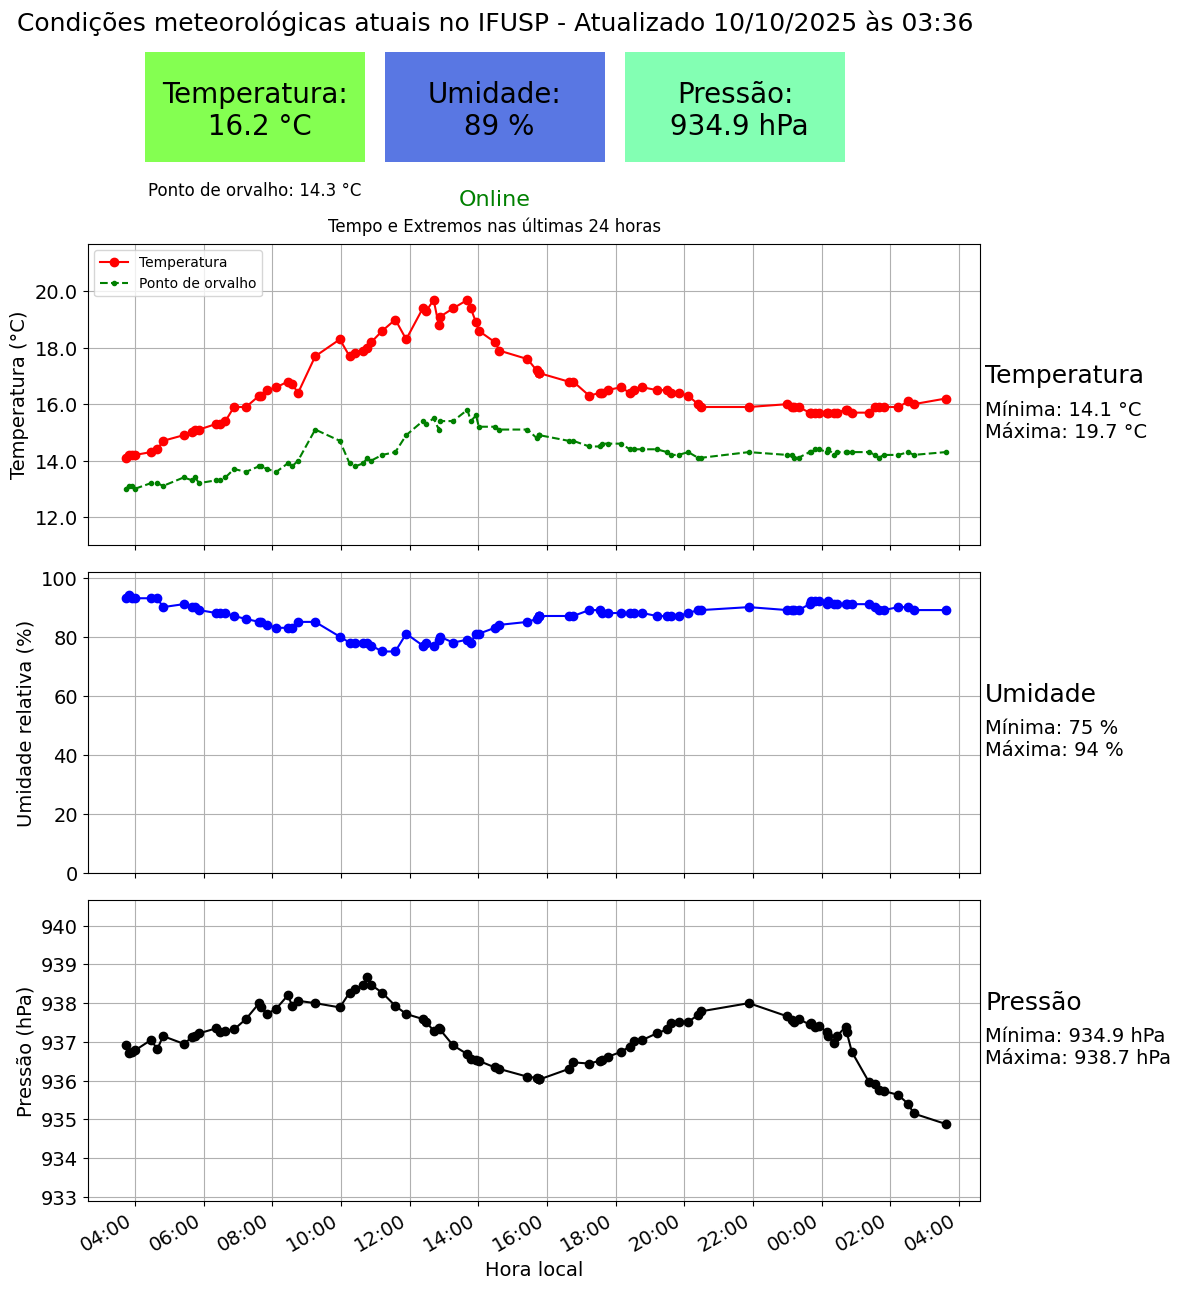 Condições meteorológicas atuais no IFUSP - Atualizado 10/10/2025 às 03:36
Temperatura:
16.2 °C
Umidade:
89 %
Pressão:
934.9 hPa
Ponto de orvalho: 14.3 °C
Online
Tempo e Extremos nas últimas 24 horas
Temperatura
Ponto de orvalho
Temperatura (°C)
20.0
18.0
16.0
14.0
12.0
Temperatura
Mínima: 14.1 °C
Máxima: 19.7 °C
Umidade relativa (%)
100
80
60
40
20
0
Umidade
Mínima: 75 %
Máxima: 94 %
Pressão (hPa)
940
939
938
937
936
935
934
933
Pressão
Mínima: 934.9 hPa
Máxima: 938.7 hPa
04:00 06:00 08:00 10:00 12:00 14:00 16:00 18:00 20:00 22:00 00:00 02:00 04:00
Hora local